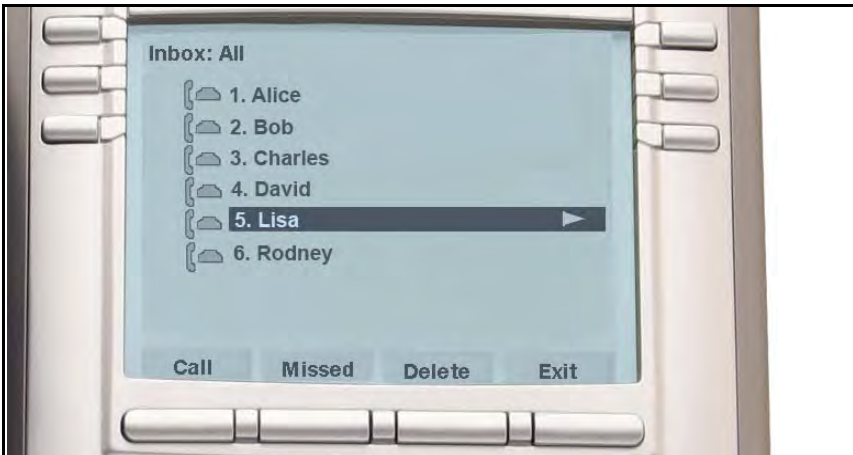 Inbox: All
1. Alice
2. Bob
3. Charles
4. David
5. Lisa
6. Rodney
Call Missed Delete Exit